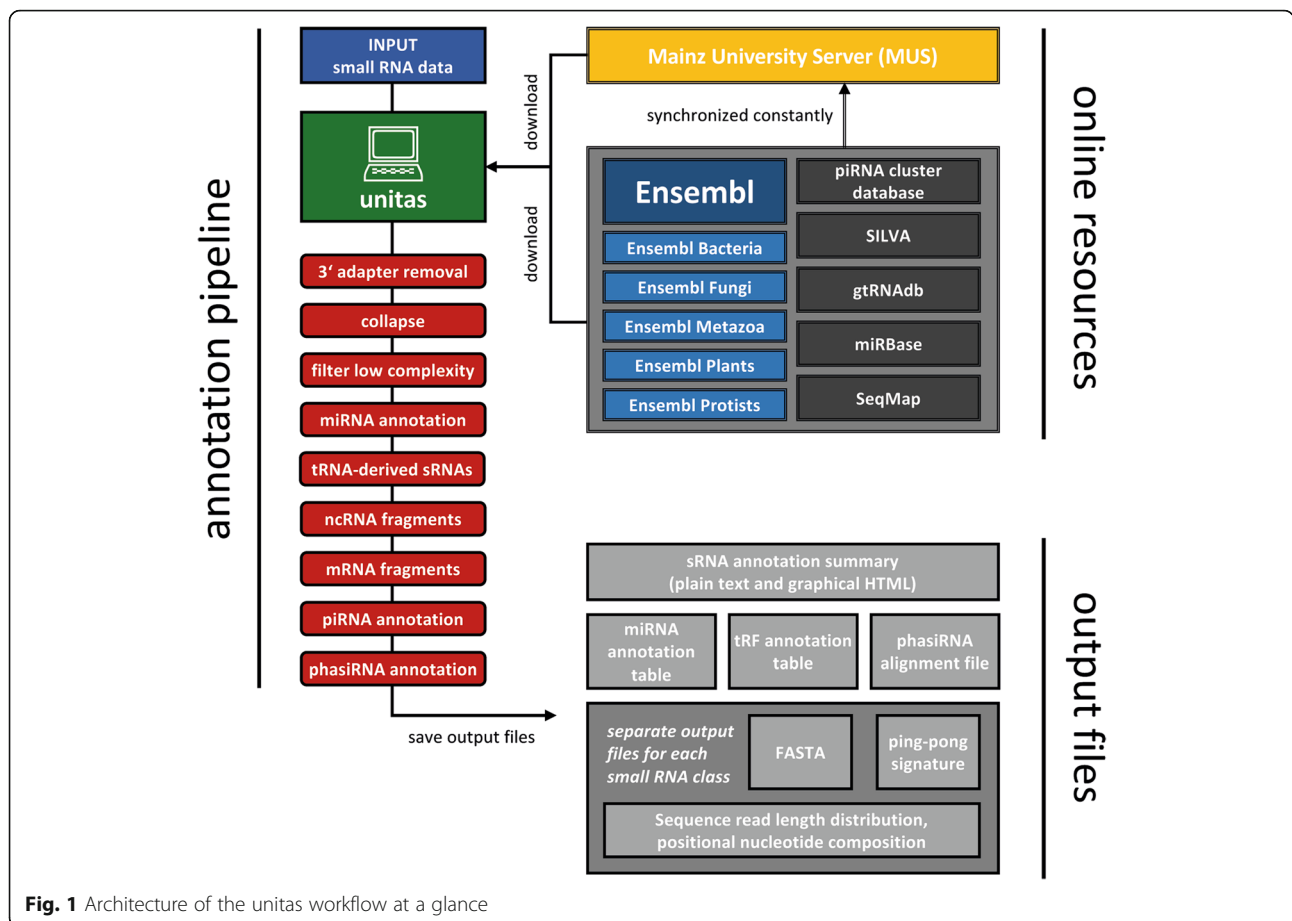 annotation pipeline
INPUT
small RNA data
unitas
3‘ adapter removal
collapse
filter low complexity
miRNA annotation
tRNA-derived sRNAs
ncRNA fragments
mRNA fragments
piRNA annotation
phasiRNA annotation
save output files
download
download
Mainz University Server (MUS)
synchronized constantly
Ensembl
Ensembl Bacteria
Ensembl Fungi
Ensembl Metazoa
Ensembl Plants
Ensembl Protists
piRNA cluster
database
SILVA
gtRNAdb
miRBase
SeqMap
online resources
sRNA annotation summary
(plain text and graphical HTML)
miRNA
annotation
table
tRF annotation
table
phasiRNA
alignment file
separate output
files for each
small RNA class
FASTA
ping-pong
signature
Sequence read length distribution,
positional nucleotide composition
output files
Fig. 1 Architecture of the unitas workflow at a glance